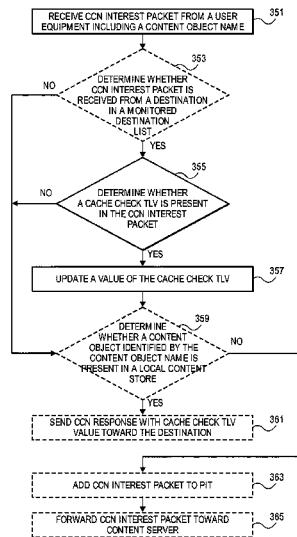 RECEIVE CCN INTEREST PACKET FROM A USER
EQUIPMENT INCLUDING A CONTENT OBJECT NAME
351
353
DETERMINE WHETHER
CCN INTEREST PACKET IS
RECEIVED FROM A DESTINATION
IN A MONITORED
DESTINATION
LIST
NO
YES
355
DETERMINE WHETHER
A CACHE CHECK TLV IS PRESENT
IN THE CCN INTEREST
PACKET
NO
YES
UPDATE A VALUE OF THE CACHE CHECK TLV
357
359
DETERMINE
WHETHER A CONTENT
OBJECT IDENTIFIED BY THE
CONTENT OBJECT NAME IS
PRESENT IN A LOCAL CONTENT
STORE
NO
YES
SEND CCN RESPONSE WITH CACHE CHECK TLV
VALUE TOWARD THE DESTINATION
361
ADD CCN INTEREST PACKET TO PIT
363
FORWARD CCN INTEREST PACKET TOWARD
CONTENT SERVER
365